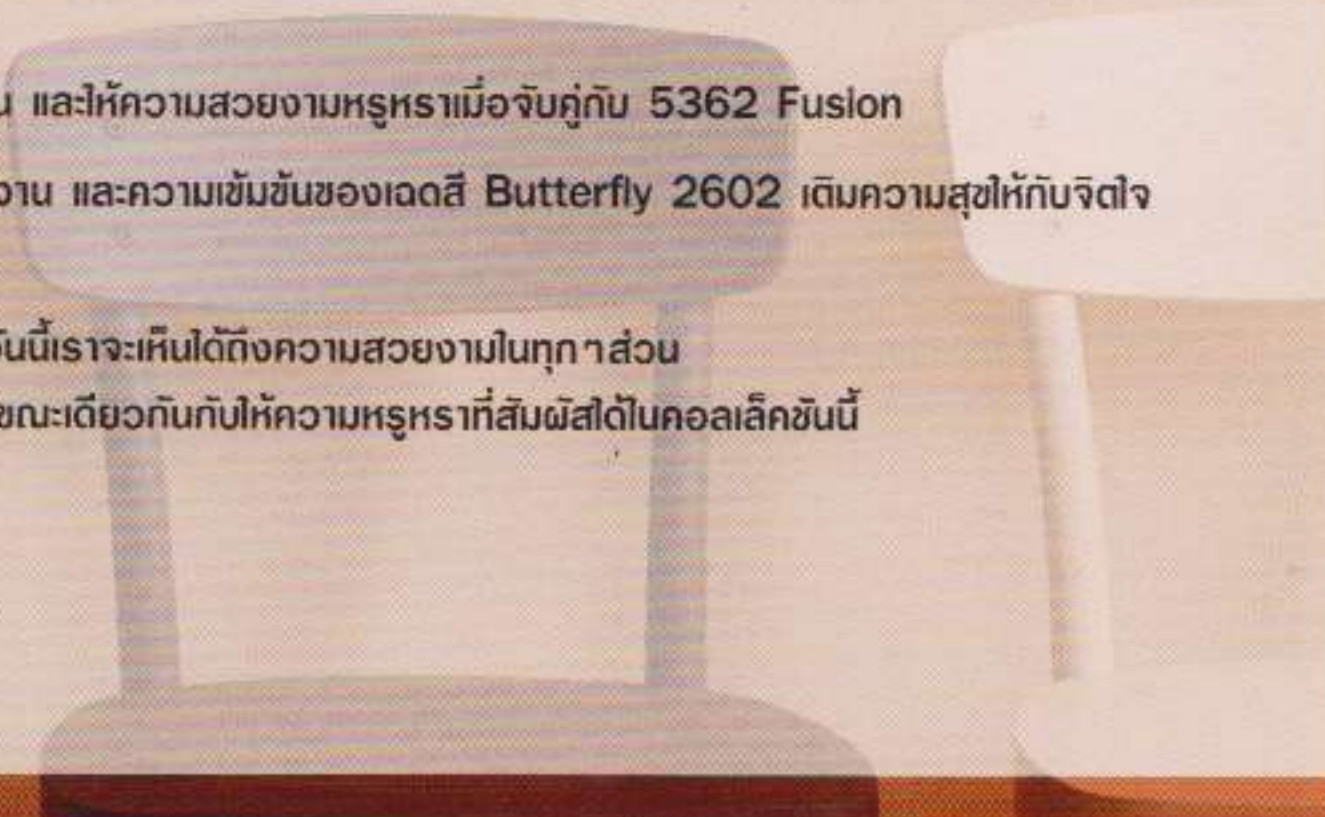 น และให้ความสวยงามหรูหราเมื่อจับคู่กับ 5362 Fusion
งาน และความเข้มข้นของเฉดสี Butterfly 2602 เติมความสุขให้กับจิตใจ
วันนี้เราจะเห็นได้ถึงความสวยงามในทุกๆส่วน
ขณะเดียวกันกับให้ความหรูหราที่สัมผัสได้ในคอลเล็คชันนี้